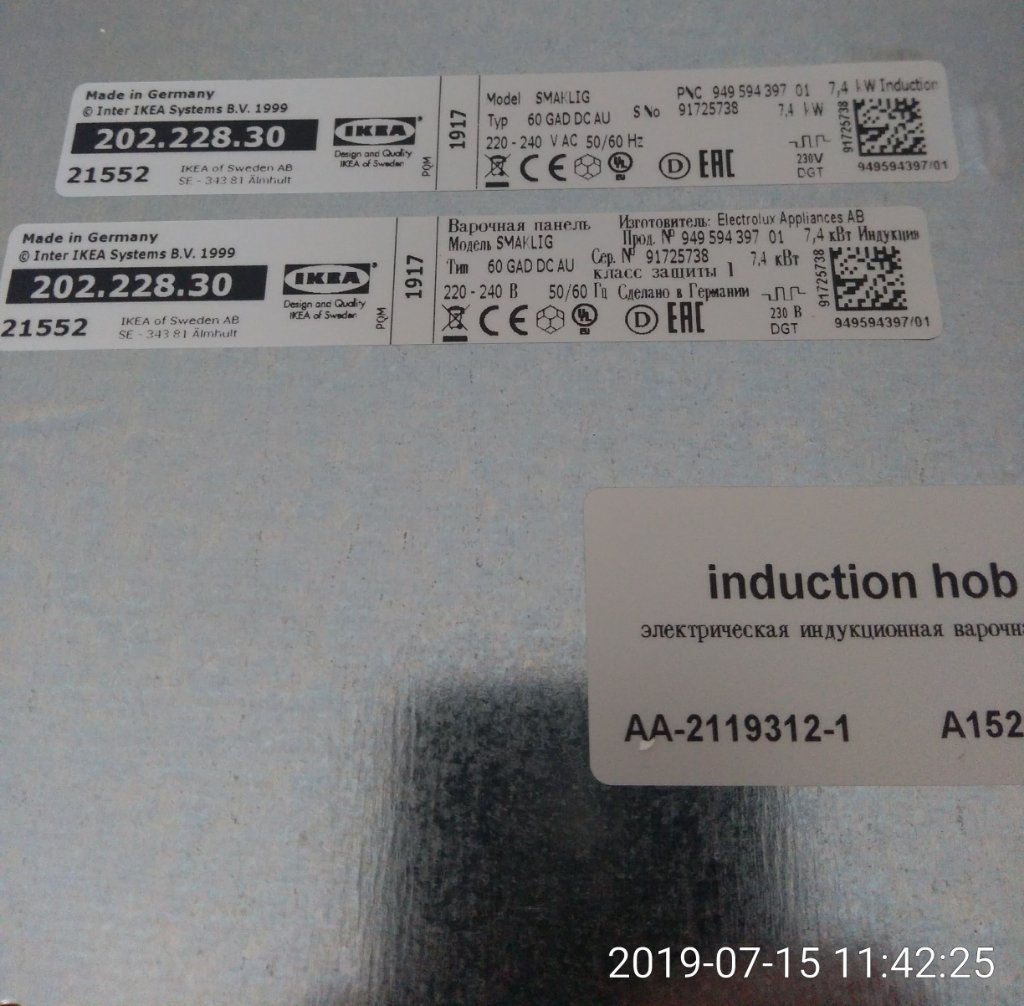 Made in Germany
© Inter IKEA Systems B.V. 1999
202.228.30
21552
IKEA of Sweden AB
SE - 343 81 Älmhult
IKEA
Design and Quality
IKEA of Sweden
PQM
1917
Model SMAKLIG PNC 949 594 397 01 7,4 kW Induction
Typ 60 GAD DC AU S No 91725738 7,4 kW
220 - 240 V AC 50/60 Hz
CE UL D EAC
230V
DGT
91725738
949594397/01
Made in Germany
© Inter IKEA Systems B.V. 1999
202.228.30
21552
IKEA of Sweden AB
SE - 343 81 Älmhult
IKEA
Design and Quality
IKEA of Sweden
PQM
1917
Варочная панель Изготовитель: Electrolux Appliances AB
Модель SMAKLIG Прод. № 949 594 397 01 7,4 кВт Индукция
Тип 60 GAD DC AU Сер. № 91725738 7,4 кВт
класс защиты 1
220 - 240 В 50/60 Гц Сделано в Германии
CE UL D EAC
230 В
DGT
91725738
949594397/01
induction hob
электрическая индукционная варочна
AA-2119312-1 A152
2019-07-15 11:42:25